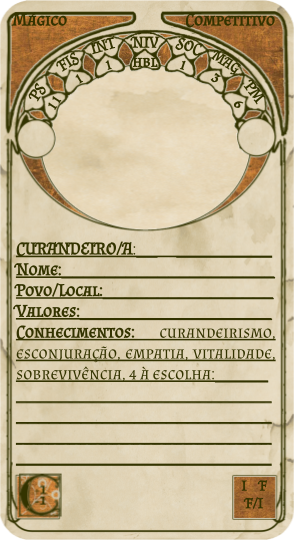 Mágico Competitivo
PS FIS INT NIV SOC MAG PM
11 1 1 HBL 1 3 6
CURANDEIRO/A:
Nome:
Povo/Local:
Valores:
Conhecimentos: curandeirismo,
esconjuração, empatia, vitalidade,
sobrevivência, 4 à escolha:
C 1 I F
-1 F/I